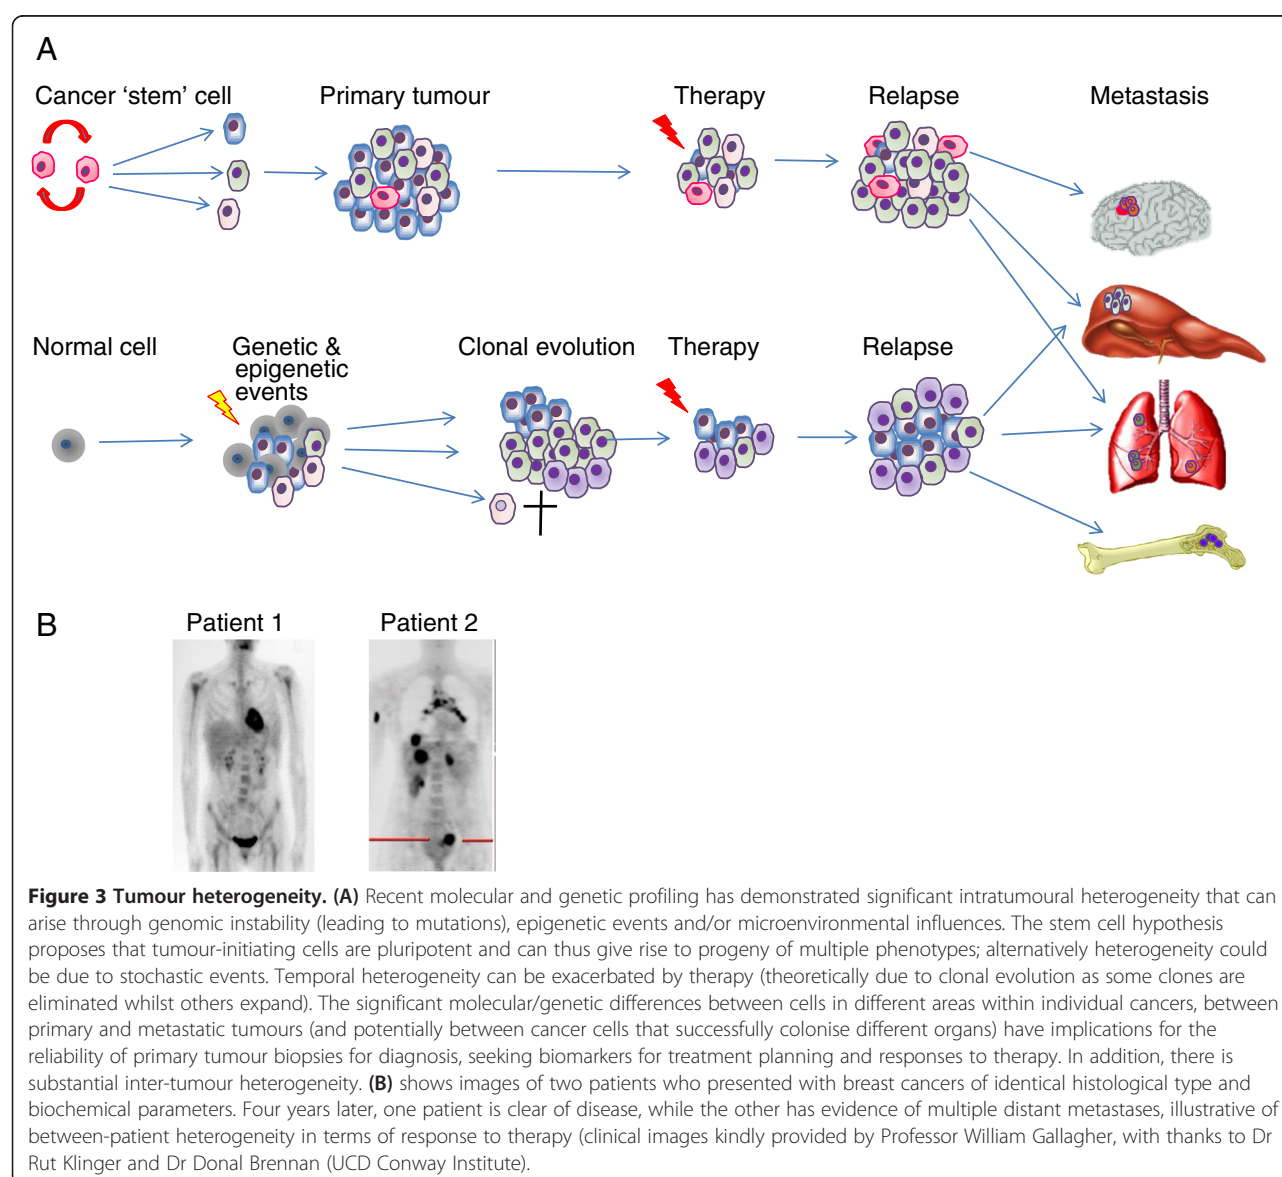 A
Cancer ‘stem’ cell
Primary tumour
Therapy
Relapse
Metastasis
Normal cell
Genetic &
epigenetic
events
Clonal evolution
Therapy
Relapse
B
Patient 1
Patient 2
Figure 3 Tumour heterogeneity. (A) Recent molecular and genetic profiling has demonstrated significant intratumoural heterogeneity that can
arise through genomic instability (leading to mutations), epigenetic events and/or microenvironmental influences. The stem cell hypothesis
proposes that tumour-initiating cells are pluripotent and can thus give rise to progeny of multiple phenotypes; alternatively heterogeneity could
be due to stochastic events. Temporal heterogeneity can be exacerbated by therapy (theoretically due to clonal evolution as some clones are
eliminated whilst others expand). The significant molecular/genetic differences between cells in different areas within individual cancers, between
primary and metastatic tumours (and potentially between cancer cells that successfully colonise different organs) have implications for the
reliability of primary tumour biopsies for diagnosis, seeking biomarkers for treatment planning and responses to therapy. In addition, there is
substantial inter-tumour heterogeneity. (B) shows images of two patients who presented with breast cancers of identical histological type and
biochemical parameters. Four years later, one patient is clear of disease, while the other has evidence of multiple distant metastases, illustrative of
between-patient heterogeneity in terms of response to therapy (clinical images kindly provided by Professor William Gallagher, with thanks to Dr
Rut Klinger and Dr Donal Brennan (UCD Conway Institute).